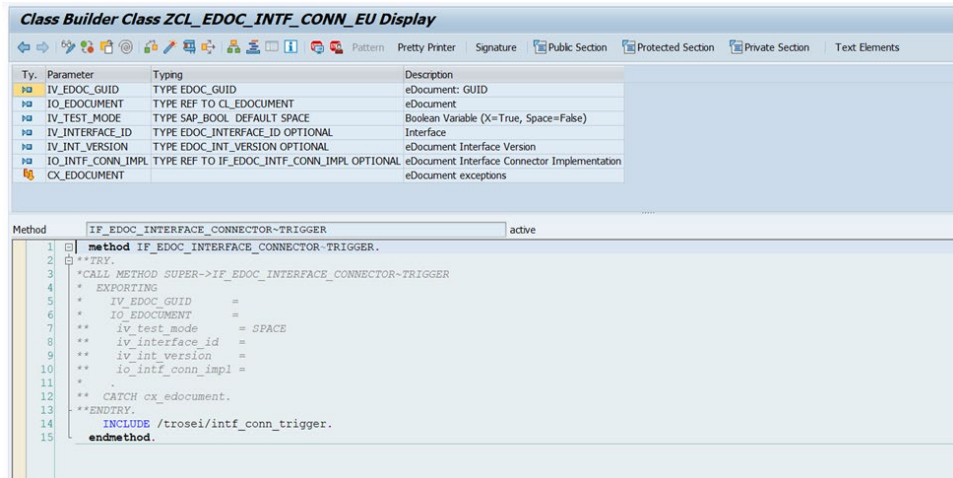 Class Builder Class ZCL_EDOC_INTF_CONN_EU Display
Pattern Pretty Printer Signature Public Section Protected Section Private Section Text Elements
Ty. Parameter Typing Description
IV_EDOC_GUID TYPE EDOC_GUID eDocument: GUID
IO_EDOCUMENT TYPE REF TO CL_EDOCUMENT eDocument
IV_TEST_MODE TYPE SAP_BOOL DEFAULT SPACE Boolean Variable (X=True, Space=False)
IV_INTERFACE_ID TYPE EDOC_INTERFACE_ID OPTIONAL Interface
IV_INT_VERSION TYPE EDOC_INT_VERSION OPTIONAL eDocument Interface Version
IO_INTF_CONN_IMPL TYPE REF TO IF_EDOC_INTF_CONN_IMPL OPTIONAL eDocument Interface Connector Implementation
CX_EDOCUMENT eDocument exceptions
Method IF_EDOC_INTERFACE_CONNECTOR~TRIGGER active
1 method IF_EDOC_INTERFACE_CONNECTOR~TRIGGER.
2 **TRY.
3 *CALL METHOD SUPER->IF_EDOC_INTERFACE_CONNECTOR~TRIGGER
4 * EXPORTING
5 * IV_EDOC_GUID =
6 * IO_EDOCUMENT =
7 ** iv_test_mode = SPACE
8 ** iv_interface_id =
9 ** iv_int_version =
10 ** io_intf_conn_impl =
11 * .
12 ** CATCH cx_edocument.
13 **ENDTRY.
14 INCLUDE /trosei/intf_conn_trigger.
15 endmethod.